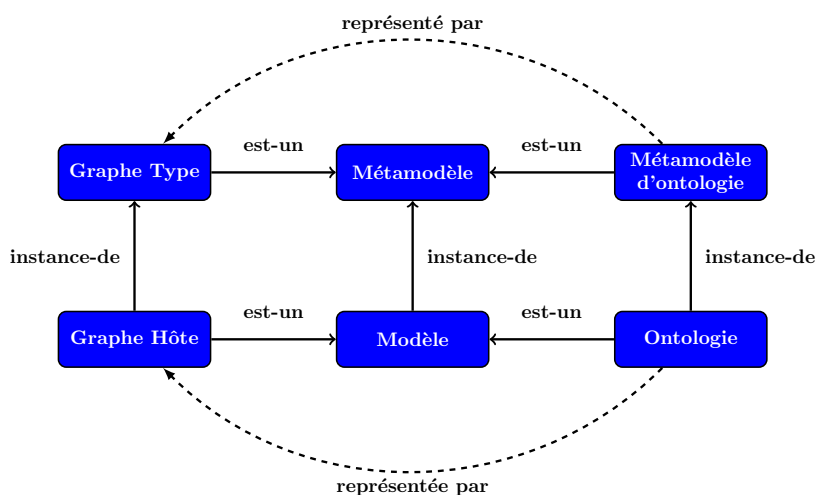 représenté par
est-un
est-un
Graphe Type
Métamodèle
Métamodèle
d'ontologie
instance-de
instance-de
instance-de
est-un
est-un
Graphe Hôte
Modèle
Ontologie
représentée par